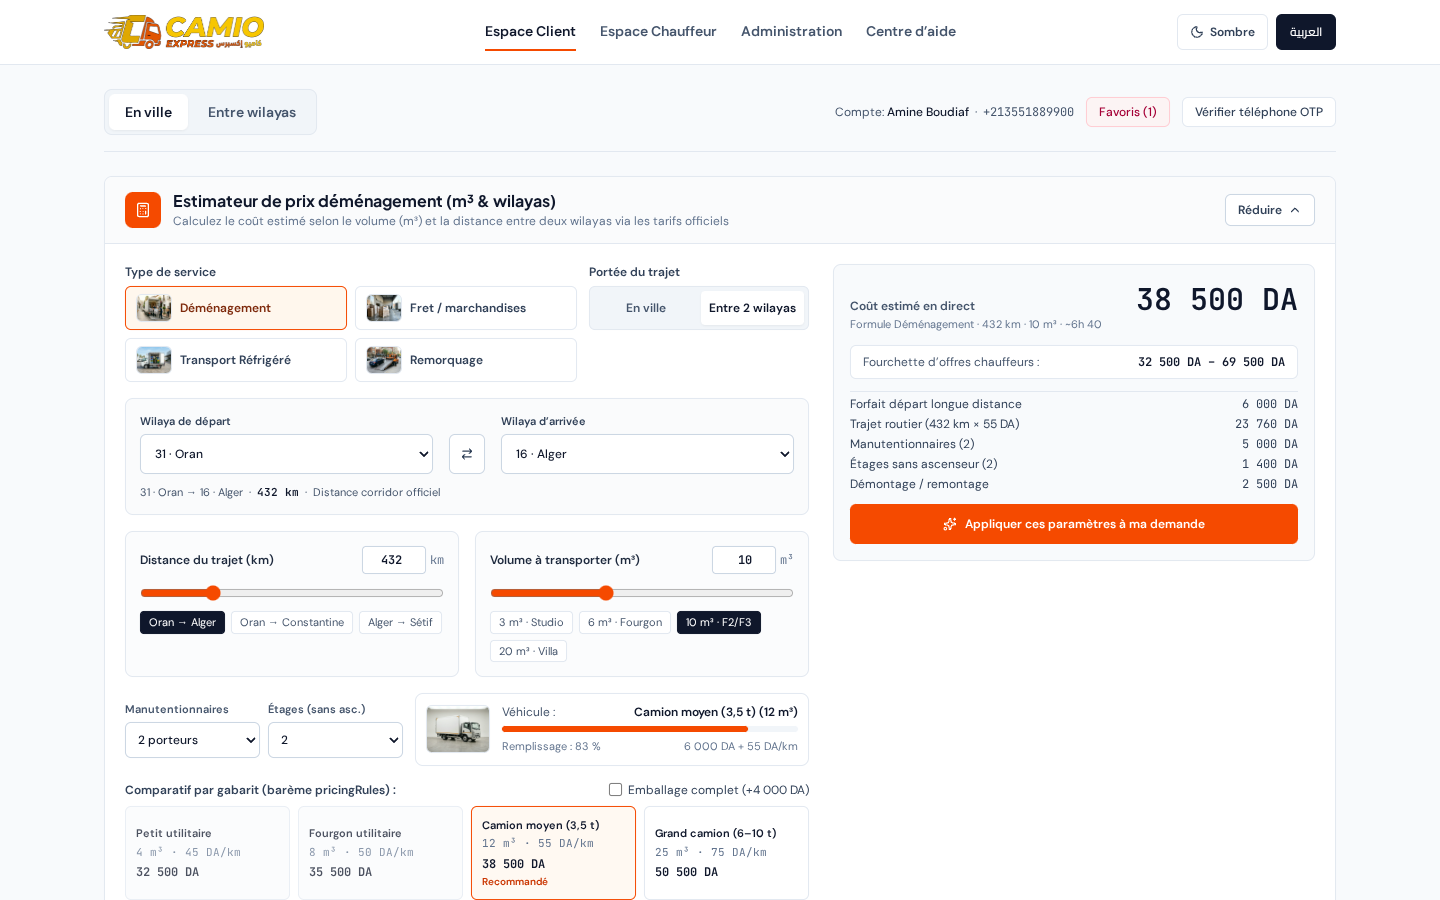 CAMIO
EXPRESS كاميو إكسبريس
Espace Client
Espace Chauffeur
Administration
Centre d’aide
Sombre
العربية
En ville
Entre wilayas
Compte: Amine Boudiaf · +213551889900
Favoris (1)
Vérifier téléphone OTP
Estimateur de prix déménagement (m³ & wilayas)
Calculez le coût estimé selon le volume (m³) et la distance entre deux wilayas via les tarifs officiels
Réduire
Type de service
Déménagement
Fret / marchandises
Transport Réfrigéré
Remorquage
Portée du trajet
En ville
Entre 2 wilayas
Wilaya de départ
31 · Oran
Wilaya d’arrivée
16 · Alger
31 · Oran → 16 · Alger · 432 km · Distance corridor officiel
Distance du trajet (km)
432 km
Oran → Alger
Oran → Constantine
Alger → Sétif
Volume à transporter (m³)
10 m³
3 m³ · Studio
6 m³ · Fourgon
10 m³ · F2/F3
20 m³ · Villa
Manutentionnaires
2 porteurs
Étages (sans asc.)
2
Véhicule :
Camion moyen (3,5 t) (12 m³)
Remplissage : 83 %
6 000 DA + 55 DA/km
Comparatif par gabarit (barème pricingRules) :
Emballage complet (+4 000 DA)
Petit utilitaire
4 m³ · 45 DA/km
32 500 DA
Fourgon utilitaire
8 m³ · 50 DA/km
35 500 DA
Camion moyen (3,5 t)
12 m³ · 55 DA/km
38 500 DA
Recommandé
Grand camion (6–10 t)
25 m³ · 75 DA/km
50 500 DA
Coût estimé en direct
38 500 DA
Formule Déménagement · 432 km · 10 m³ · ~6h 40
Fourchette d’offres chauffeurs :
32 500 DA – 69 500 DA
Forfait départ longue distance
6 000 DA
Trajet routier (432 km × 55 DA)
23 760 DA
Manutentionnaires (2)
5 000 DA
Étages sans ascenseur (2)
1 400 DA
Démontage / remontage
2 500 DA
Appliquer ces paramètres à ma demande